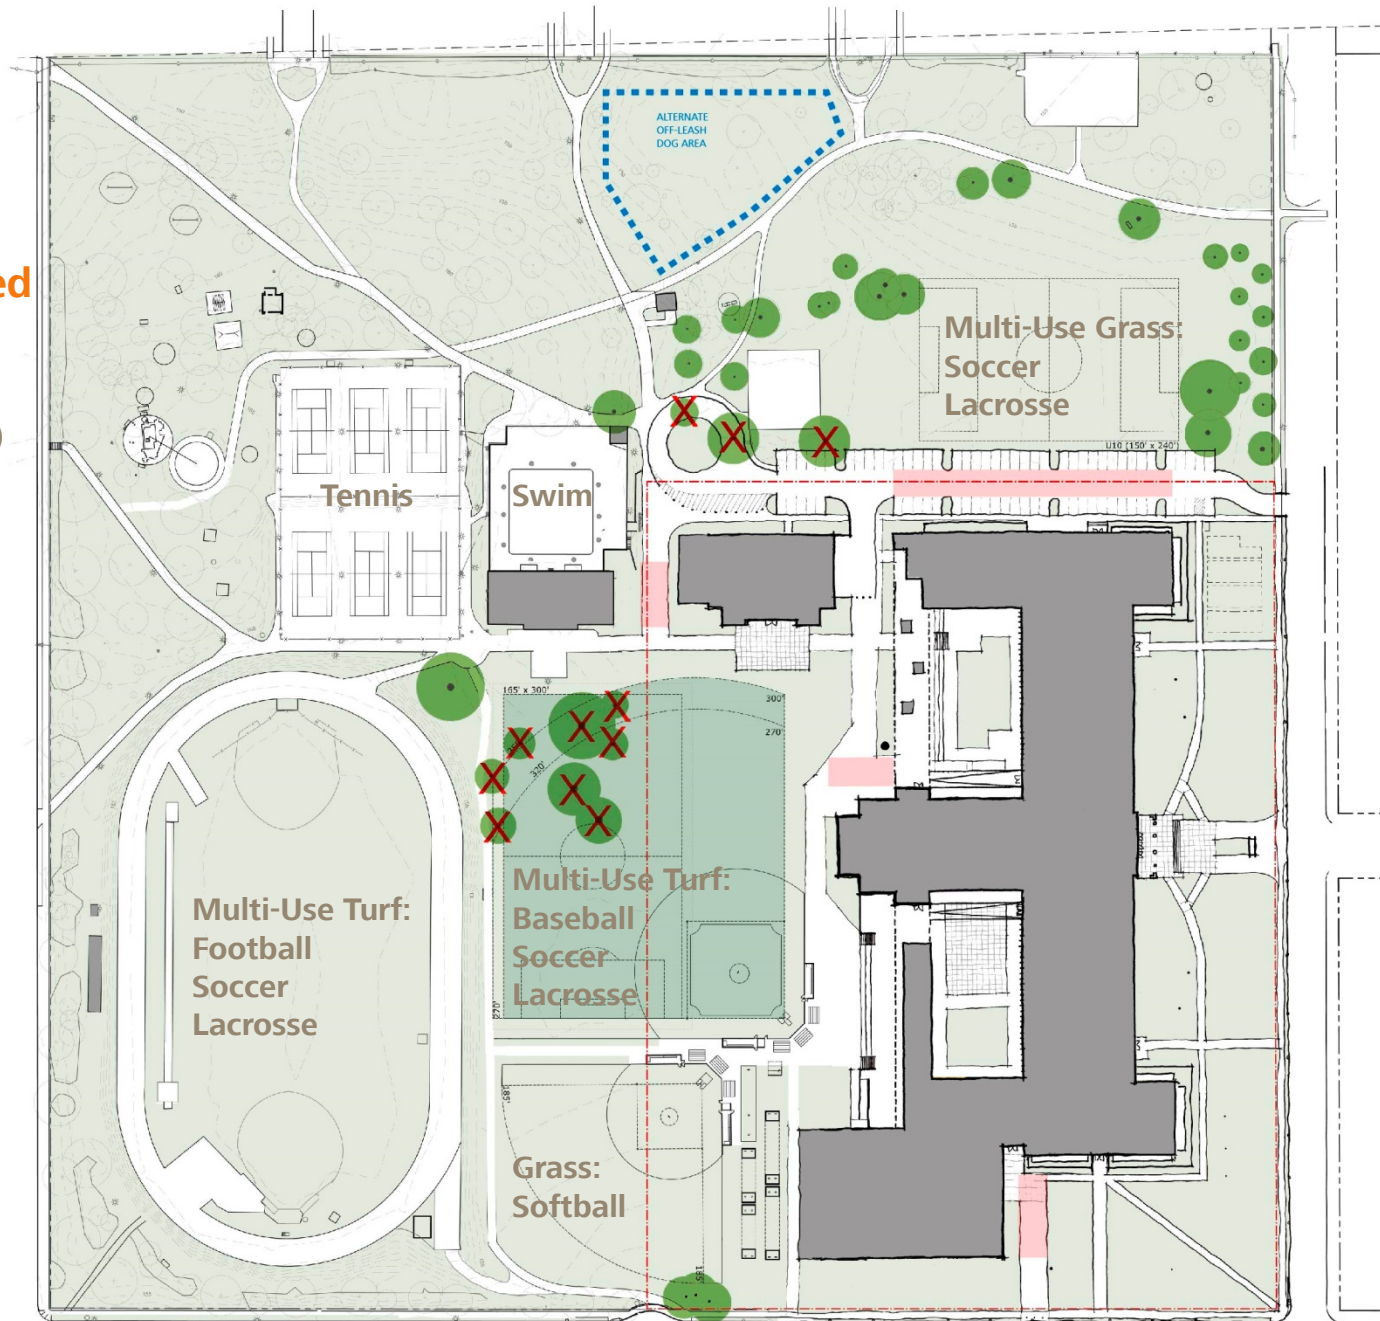 ALTERNATE
OFF-LEASH
DOG AREA
ed
)
Multi-Use Grass:
Soccer
Lacrosse
U10 (150' x 240')
Tennis
Swim
165' x 300'
300'
270'
320'
Multi-Use Turf:
Baseball
Soccer
Lacrosse
Multi-Use Turf:
Football
Soccer
Lacrosse
270'
185'
Grass:
Softball
185'